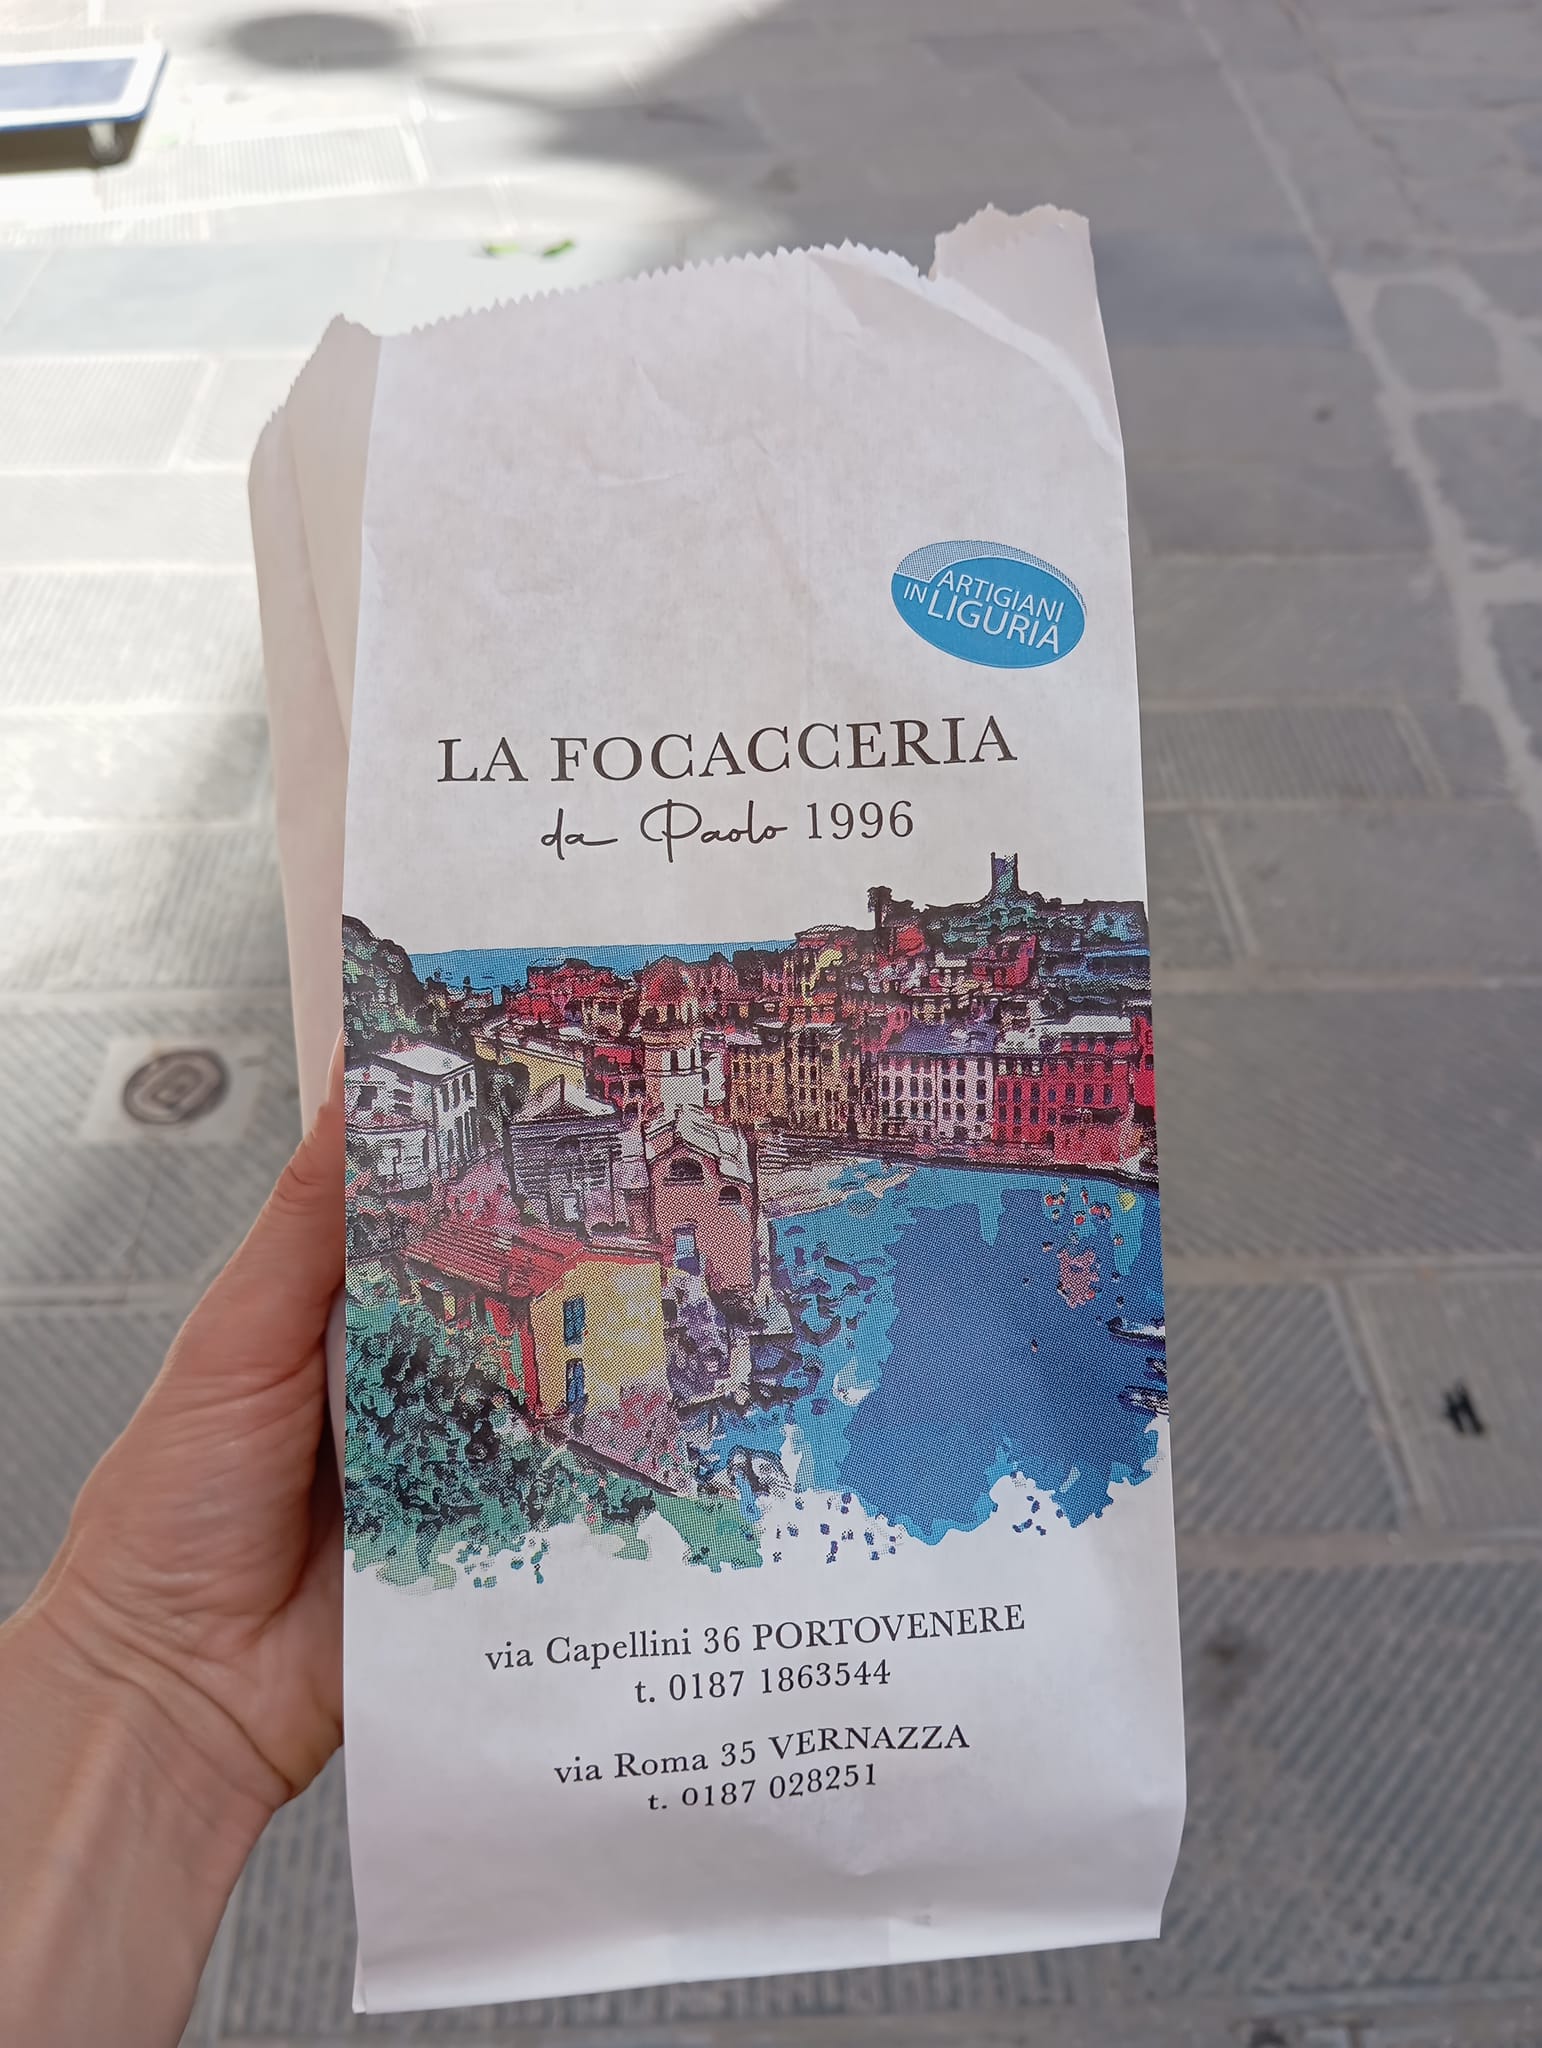 ARTIGIANI
IN LIGURIA
LA FOCACCERIA
da Paolo 1996
via Capellini 36 PORTOVENERE
t. 0187 1863544
via Roma 35 VERNAZZA
t. 0187 028251